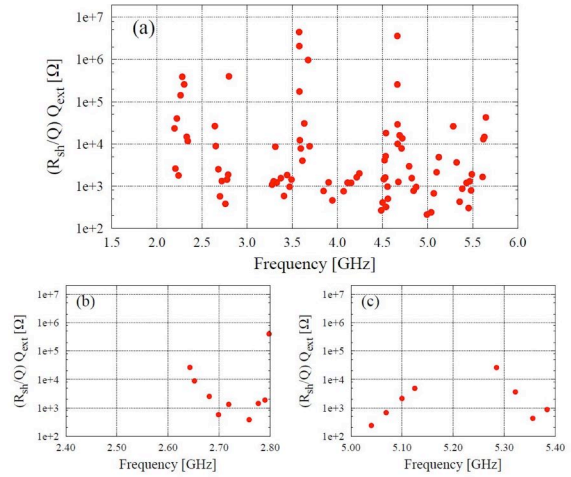 (a)
(R_sh/Q) Q_ext [Ω]
1e+7
1e+6
1e+5
1e+4
1e+3
1e+2
1.5 2.0 2.5 3.0 3.5 4.0 4.5 5.0 5.5 6.0
Frequency [GHz]
(b)
(R_sh/Q) Q_ext [Ω]
1e+7
1e+6
1e+5
1e+4
1e+3
1e+2
2.40 2.50 2.60 2.70 2.80
Frequency [GHz]
(c)
(R_sh/Q) Q_ext [Ω]
1e+7
1e+6
1e+5
1e+4
1e+3
1e+2
5.00 5.10 5.20 5.30 5.40
Frequency [GHz]